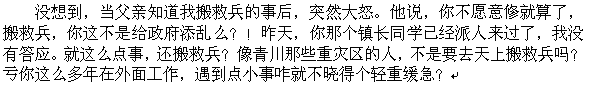 没想到，当父亲知道我搬救兵的事后，突然大怒。他说，你不愿意修就算了，
搬救兵，你这不是给政府添乱么？！昨天，你那个镇长同学已经派人来过了，我没
有答应。就这么点事，还搬救兵？像青川那些重灾区的人，不是要去天上搬救兵吗？
亏你这么多年在外面工作，遇到点小事咋就不晓得个轻重缓急？↵